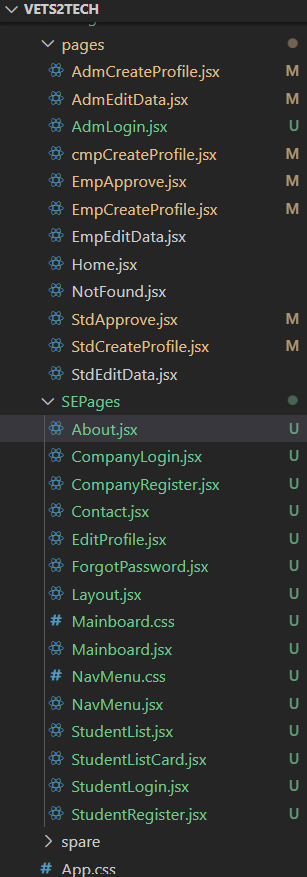 VETS2TECH
pages
AdmCreateProfile.jsx M
AdmEditData.jsx M
AdmLogin.jsx U
cmpCreateProfile.jsx M
EmpApprove.jsx M
EmpCreateProfile.jsx M
EmpEditData.jsx
Home.jsx
NotFound.jsx
StdApprove.jsx M
StdCreateProfile.jsx M
StdEditData.jsx
SEPages
About.jsx U
CompanyLogin.jsx U
CompanyRegister.jsx U
Contact.jsx U
EditProfile.jsx U
ForgotPassword.jsx U
Layout.jsx U
# Mainboard.css U
Mainboard.jsx U
# NavMenu.css U
NavMenu.jsx U
StudentList.jsx U
StudentListCard.jsx U
StudentLogin.jsx U
StudentRegister.jsx U
spare
# App.css